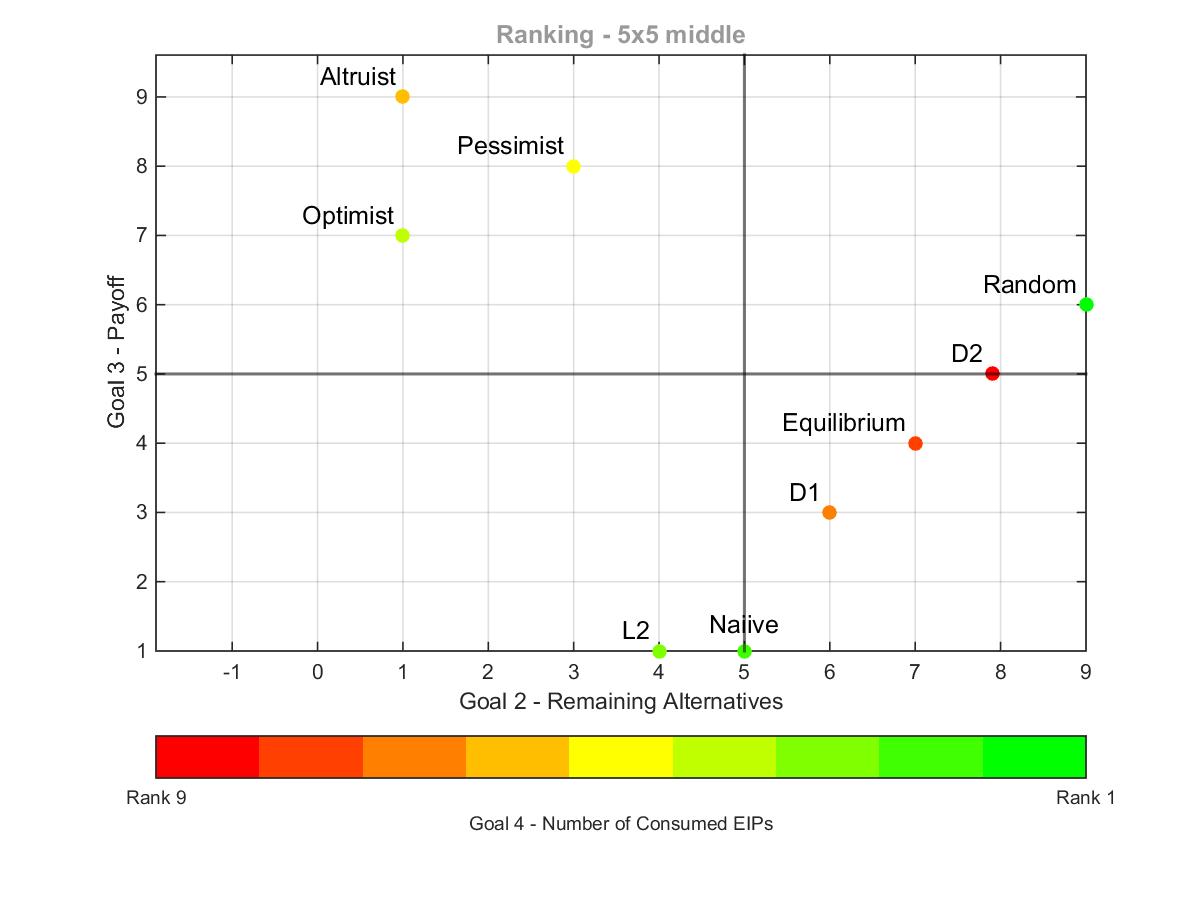 Ranking - 5x5 middle
Altruist
9
Pessimist
8
Optimist
7
Random
6
D2
5
Equilibrium
4
D1
3
2
Naiive
L2
1
-1 0 1 2 3 4 5 6 7 8 9
Goal 3 - Payoff
Goal 2 - Remaining Alternatives
Rank 9 Rank 1
Goal 4 - Number of Consumed EIPs